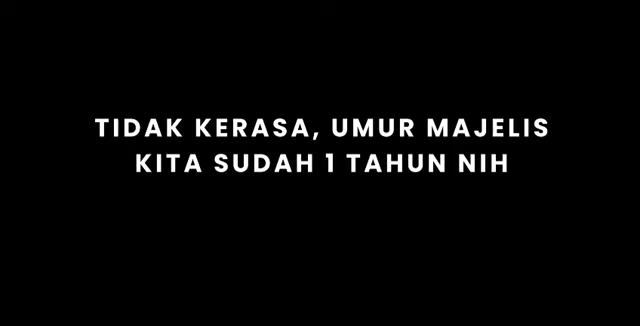 TIDAK KERASA, UMUR MAJELIS
KITA SUDAH 1 TAHUN NIH